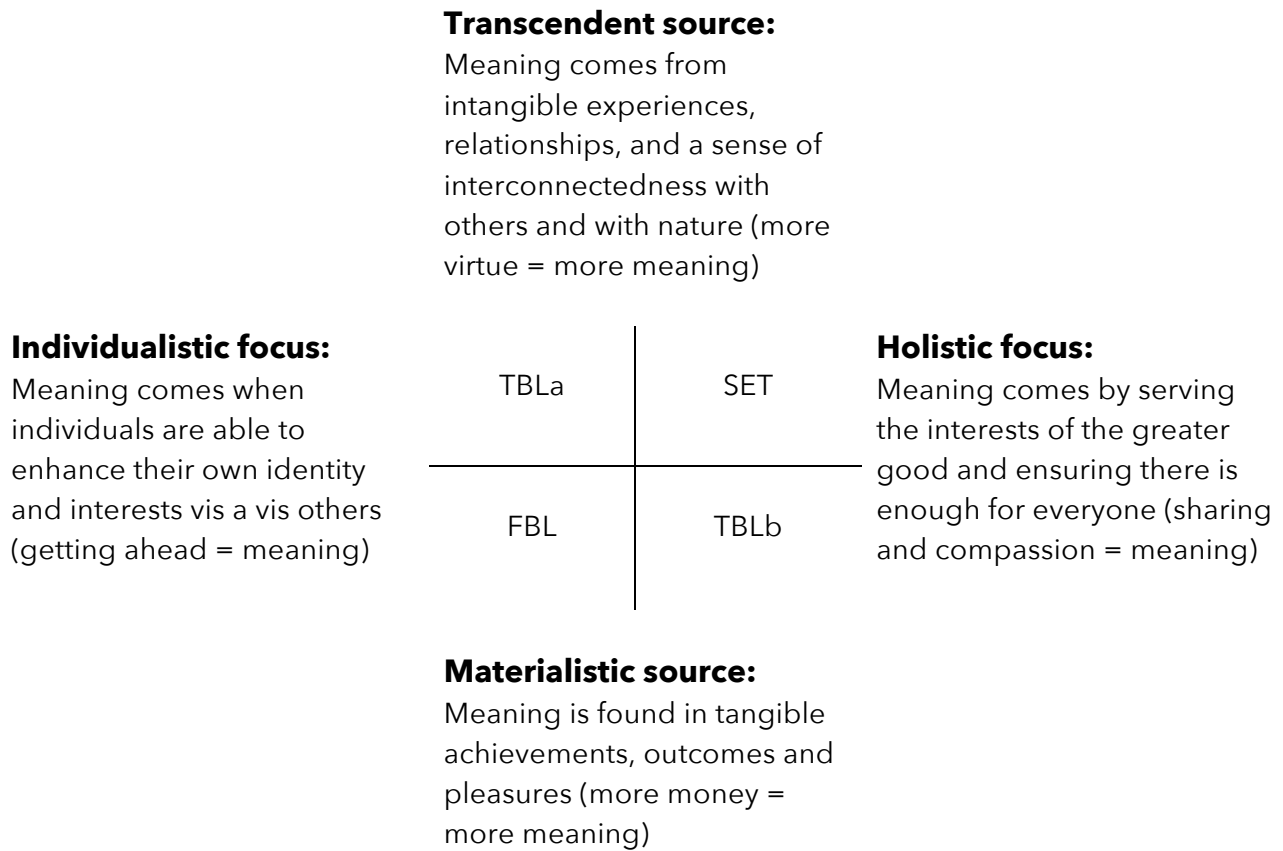 Transcendent source:
Meaning comes from
intangible experiences,
relationships, and a sense of
interconnectedness with
others and with nature (more
virtue = more meaning)
Individualistic focus:
Meaning comes when
individuals are able to
enhance their own identity
and interests vis a vis others
(getting ahead = meaning)
TBLa
SET
FBL
TBLb
Holistic focus:
Meaning comes by serving
the interests of the greater
good and ensuring there is
enough for everyone (sharing
and compassion = meaning)
Materialistic source:
Meaning is found in tangible
achievements, outcomes and
pleasures (more money =
more meaning)